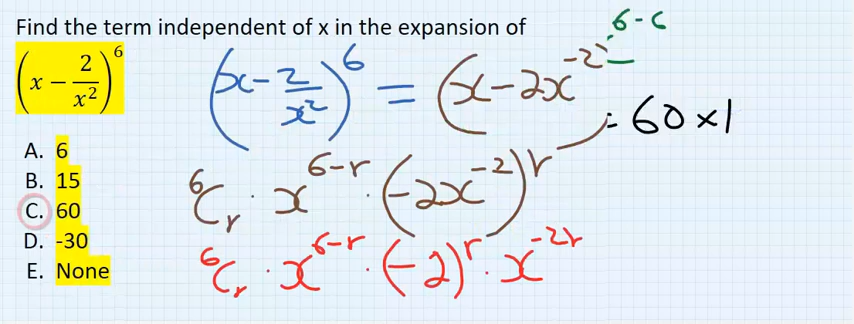 Find the term independent of x in the expansion of
(x − 2/x²)⁶
(x − 2/x²)⁶ = (x − 2x⁻²)
6-6
= 60 × 1
A. 6
B. 15
C. 60
D. -30
E. None
⁶Cᵣ · x⁶⁻ʳ · (−2x⁻²)ʳ
⁶Cᵣ · x⁶⁻ʳ · (−2)ʳ · x⁻²ʳ